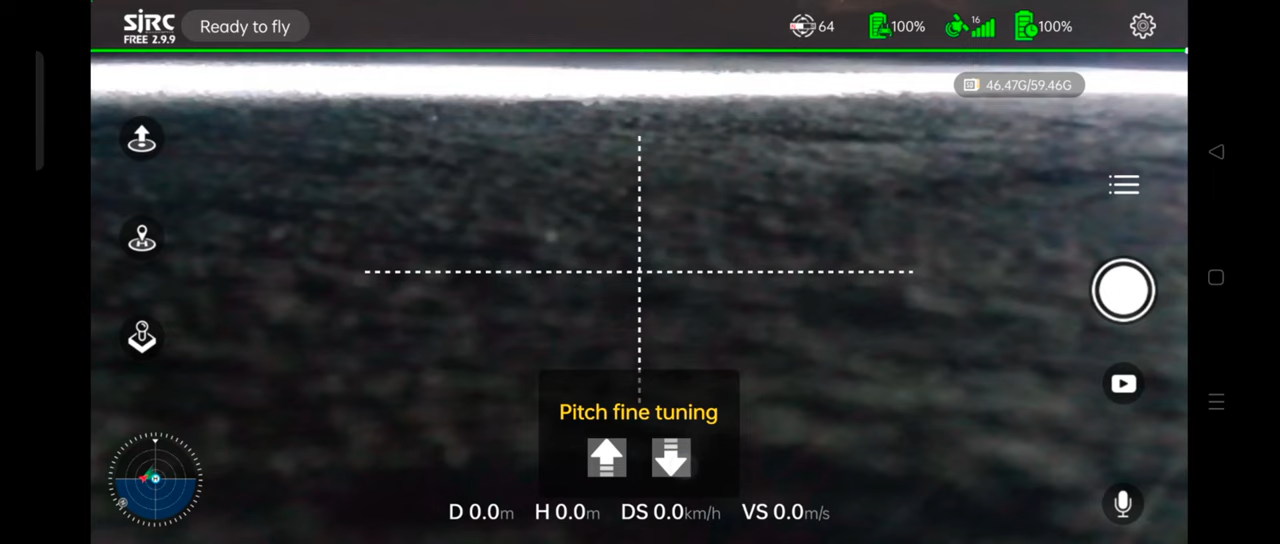 SJRC
FREE 2.9.9
Ready to fly
64
100%
16
100%
46.47G/59.46G
Pitch fine tuning
D 0.0m H 0.0m DS 0.0km/h VS 0.0m/s